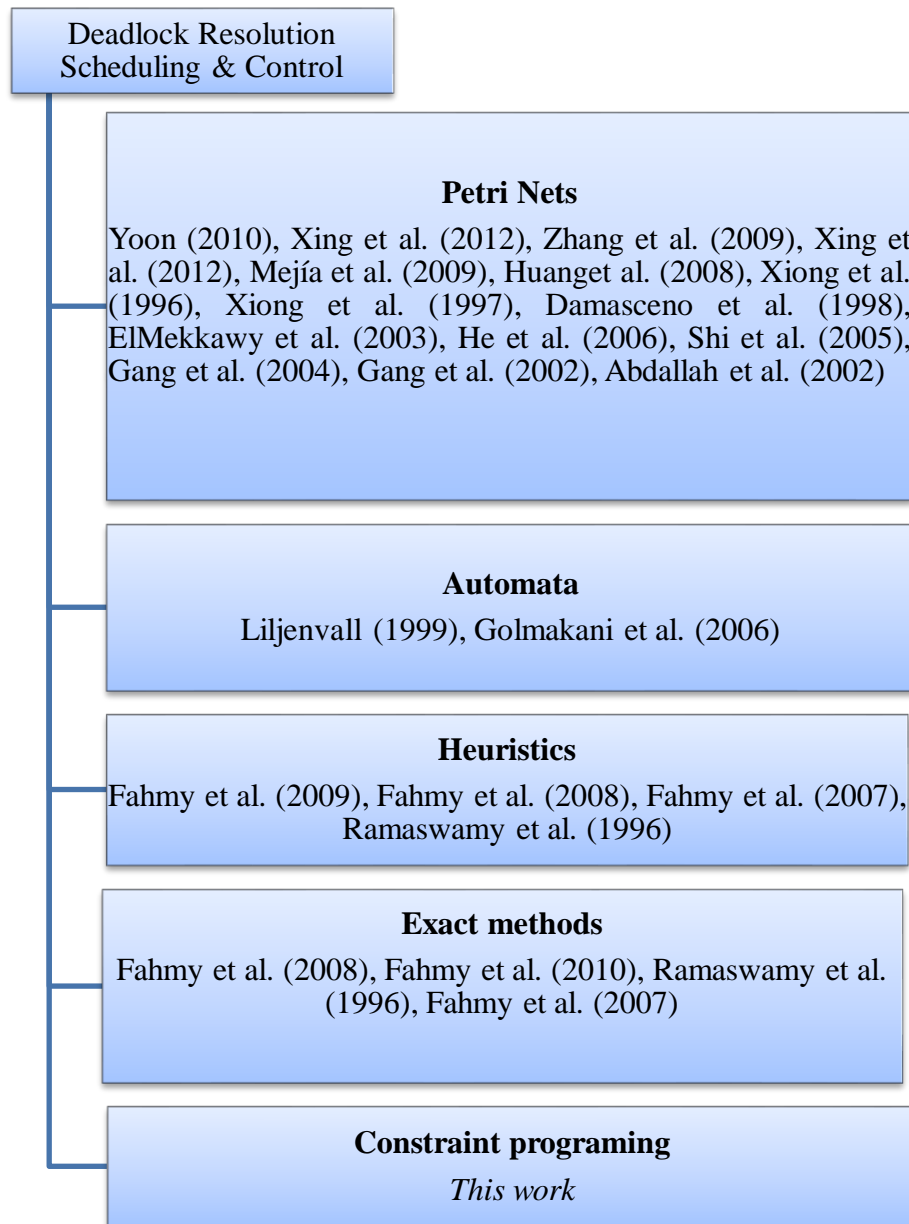 Deadlock Resolution
Scheduling & Control
Petri Nets
Yoon (2010), Xing et al. (2012), Zhang et al. (2009), Xing et
al. (2012), Mejía et al. (2009), Huanget al. (2008), Xiong et al.
(1996), Xiong et al. (1997), Damasceno et al. (1998),
ElMekkawy et al. (2003), He et al. (2006), Shi et al. (2005),
Gang et al. (2004), Gang et al. (2002), Abdallah et al. (2002)
Automata
Liljenvall (1999), Golmakani et al. (2006)
Heuristics
Fahmy et al. (2009), Fahmy et al. (2008), Fahmy et al. (2007),
Ramaswamy et al. (1996)
Exact methods
Fahmy et al. (2008), Fahmy et al. (2010), Ramaswamy et al.
(1996), Fahmy et al. (2007)
Constraint programing
This work